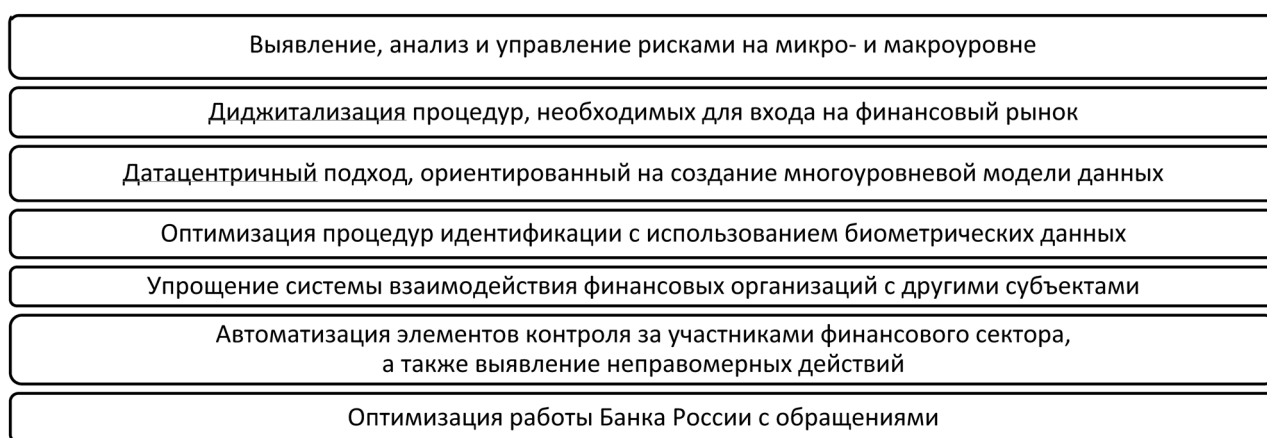 Выявление, анализ и управление рисками на микро- и макроуровне
Диджитализация процедур, необходимых для входа на финансовый рынок
Датацентричный подход, ориентированный на создание многоуровневой модели данных
Оптимизация процедур идентификации с использованием биометрических данных
Упрощение системы взаимодействия финансовых организаций с другими субъектами
Автоматизация элементов контроля за участниками финансового сектора,
а также выявление неправомерных действий
Оптимизация работы Банка России с обращениями